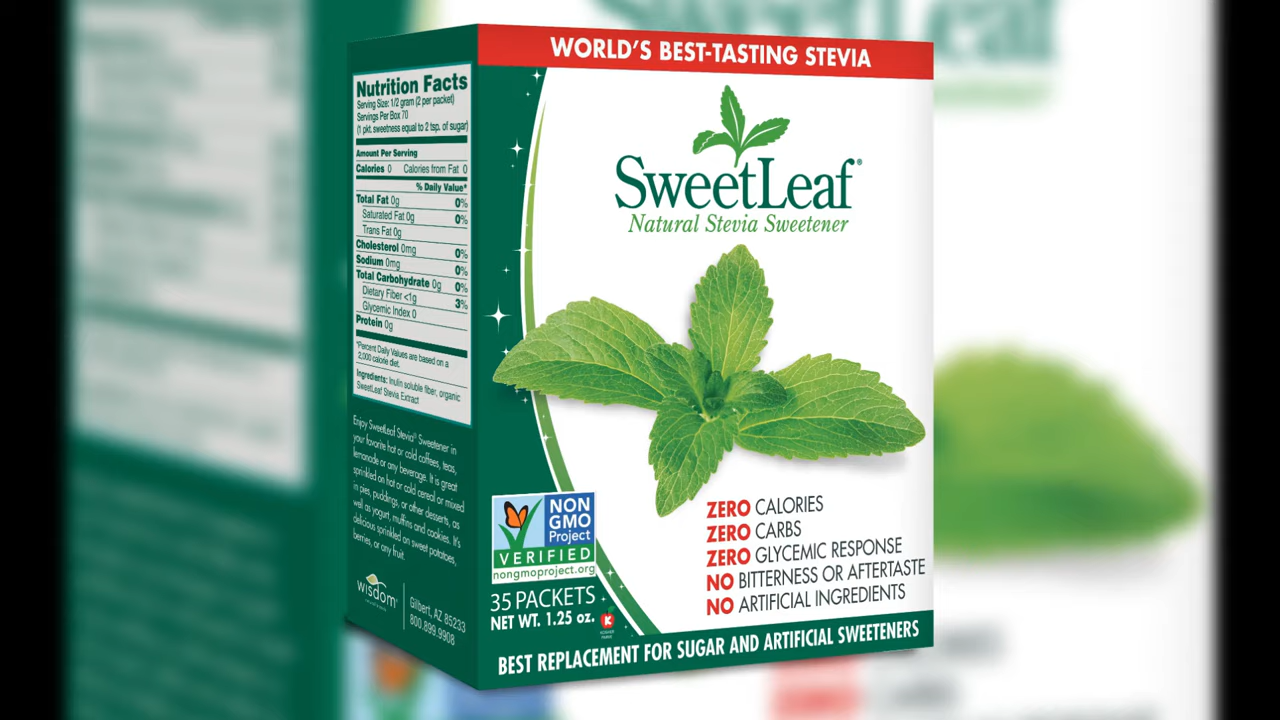 Nutrition Facts
Serving Size: 1/2 gram (2 per packet)
Servings Per Box 70
(1 pkt. sweetness equal to 2 tsp. of sugar)
Amount Per Serving
Calories 0 Calories from Fat 0
% Daily Value*
Total Fat 0g 0%
Saturated Fat 0g 0%
Trans Fat 0g
Cholesterol 0mg 0%
Sodium 0mg 0%
Total Carbohydrate 0g 0%
Dietary Fiber <1g 3%
Glycemic Index 0
Protein 0g
*Percent Daily Values are based on a
2,000 calorie diet.
Ingredients: Inulin soluble fiber, organic
SweetLeaf Stevia Extract
Enjoy SweetLeaf Stevia® Sweetener in
your favorite hot or cold coffees, teas,
lemonade or any beverage. It is great
sprinkled on hot or cold cereal or mixed
in pies, puddings, or other desserts, as
well as yogurt, muffins and cookies. It's
delicious sprinkled on sweet potatoes,
berries, or any fruit.
wisdom
Gilbert, AZ 85233
800.899.9908
WORLD'S BEST-TASTING STEVIA
SweetLeaf®
Natural Stevia Sweetener
NON
GMO
Project
VERIFIED
nongmoproject.org
35 PACKETS
NET WT. 1.25 oz.
K
ZERO CALORIES
ZERO CARBS
ZERO GLYCEMIC RESPONSE
NO BITTERNESS OR AFTERTASTE
NO ARTIFICIAL INGREDIENTS
BEST REPLACEMENT FOR SUGAR AND ARTIFICIAL SWEETENERS